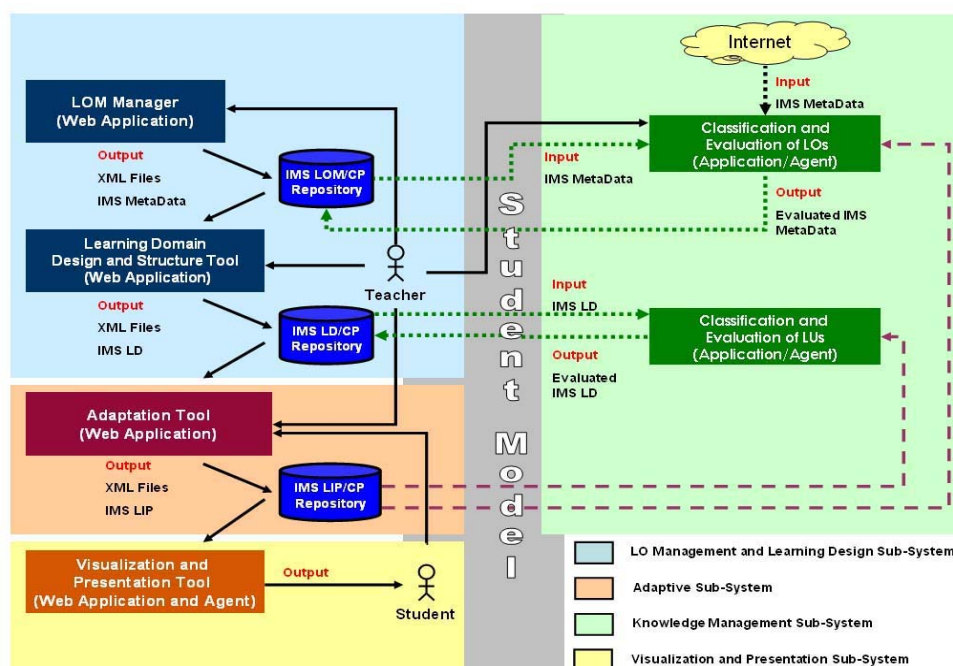 LOM Manager
(Web Application)
Output
XML Files
IMS MetaData
IMS LOM/CP
Repository
Learning Domain
Design and Structure Tool
(Web Application)
Output
XML Files
IMS LD
IMS LD/CP
Repository
Teacher
Adaptation Tool
(Web Application)
Output
XML Files
IMS LIP
IMS LIP/CP
Repository
Visualization and
Presentation Tool
(Web Application and Agent)
Output
Student
Student Model
Internet
Input
IMS MetaData
Classification and
Evaluation of LOs
(Application/Agent)
Input
IMS MetaData
Output
Evaluated IMS
MetaData
Input
IMS LD
Classification and
Evaluation of LUs
(Application/Agent)
Output
Evaluated
IMS LD
LO Management and Learning Design Sub-System
Adaptive Sub-System
Knowledge Management Sub-System
Visualization and Presentation Sub-System